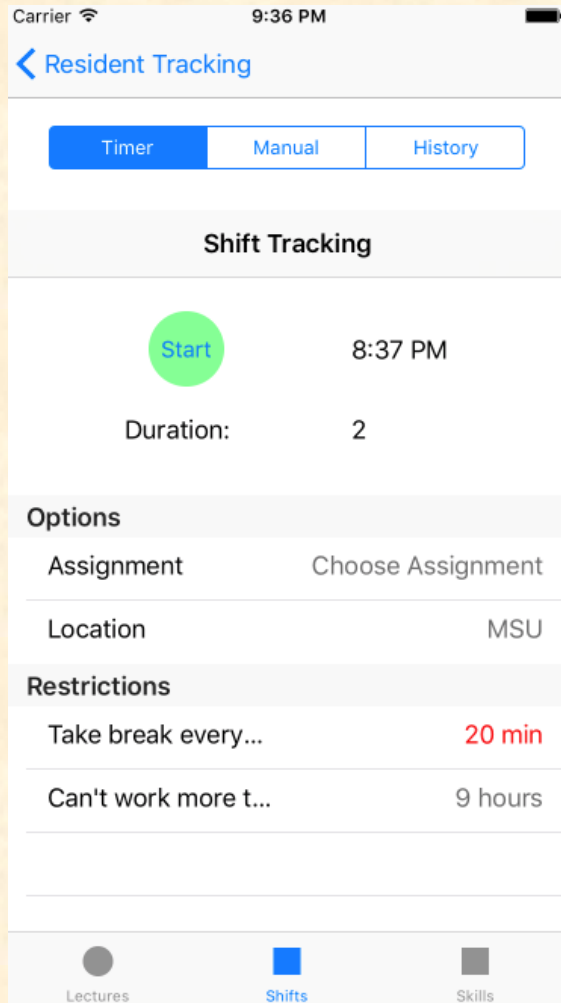 Carrier 9:36 PM
Resident Tracking
Timer Manual History
Shift Tracking
Start 8:37 PM
Duration: 2
Options
Assignment Choose Assignment
Location MSU
Restrictions
Take break every... 20 min
Can't work more t... 9 hours
Lectures Shifts Skills